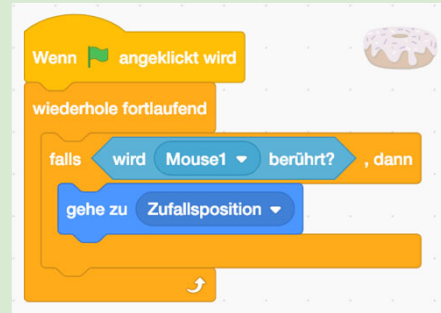 Wenn angeklickt wird
wiederhole fortlaufend
falls wird Mouse1 berührt? , dann
gehe zu Zufallsposition